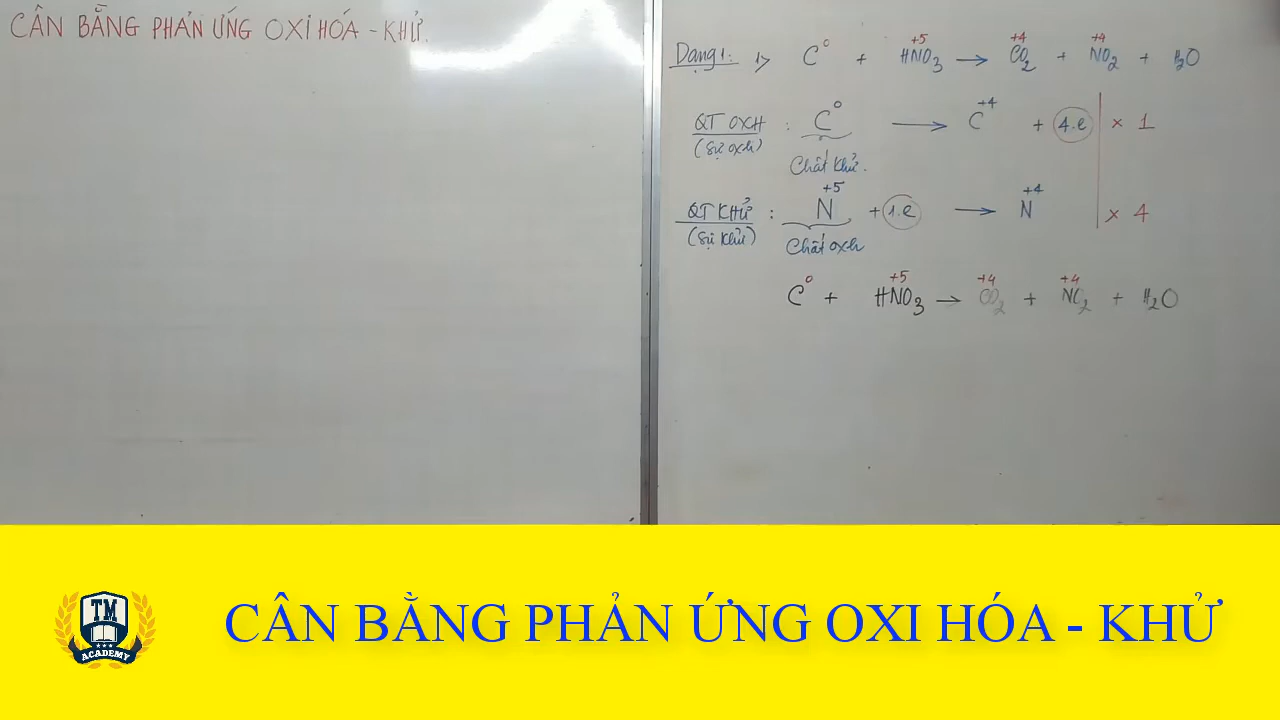 CÂN BẰNG PHẢN ỨNG OXI HÓA - KHỬ.
Dạng 1: 1> C⁰ + HN⁺⁵O₃ → C⁺⁴O₂ + N⁺⁴O₂ + H₂O
QT OXH : C⁰ → C⁺⁴ + 4.e × 1
(Sự oxh)
Chất khử.
QT KHỬ : N⁺⁵ + 1.e → N⁺⁴ × 4
(Sự khử)
Chất oxh
C⁰ + HN⁺⁵O₃ → C⁺⁴O₂ + N⁺⁴O₂ + H₂O
TM
ACADEMY
CÂN BẰNG PHẢN ỨNG OXI HÓA - KHỬ